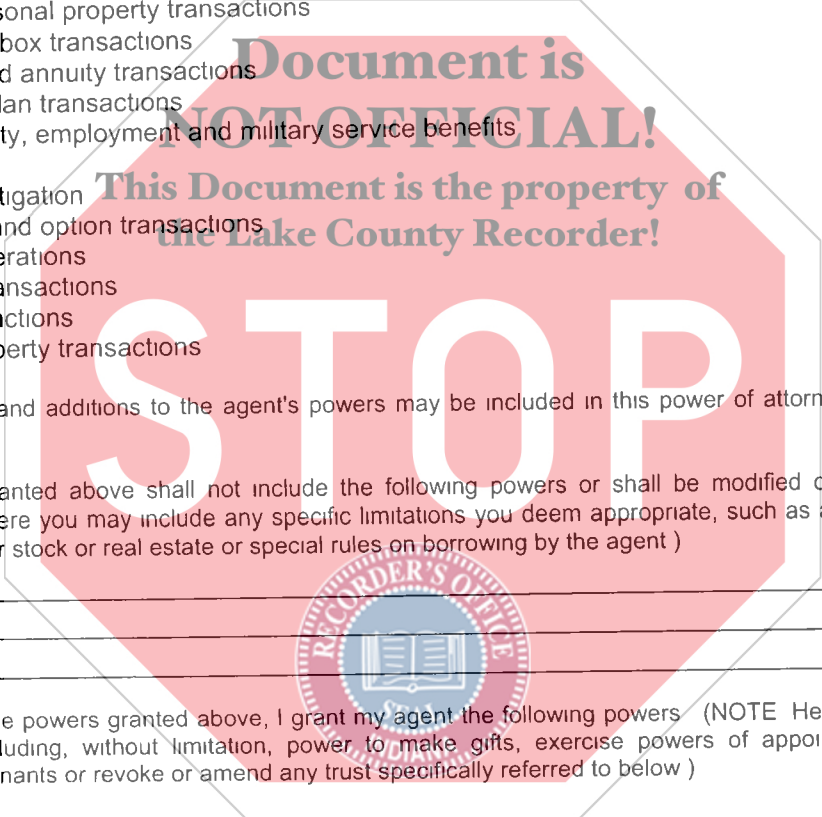 sonal property transactions
box transactions
d annuity transactions
lan transactions
ty, employment and military service benefits
tigation
and option transactions
erations
ansactions
ctions
perty transactions
Document is
NOT OFFICIAL!
This Document is the property of
the Lake County Recorder!
STOP
and additions to the agent's powers may be included in this power of attorn
anted above shall not include the following powers or shall be modified o
ere you may include any specific limitations you deem appropriate, such as a
r stock or real estate or special rules on borrowing by the agent )
RECORDER'S OFFICE
SEAL
INDIANA
e powers granted above, I grant my agent the following powers (NOTE He
luding, without limitation, power to make gifts, exercise powers of appoi
nants or revoke or amend any trust specifically referred to below )